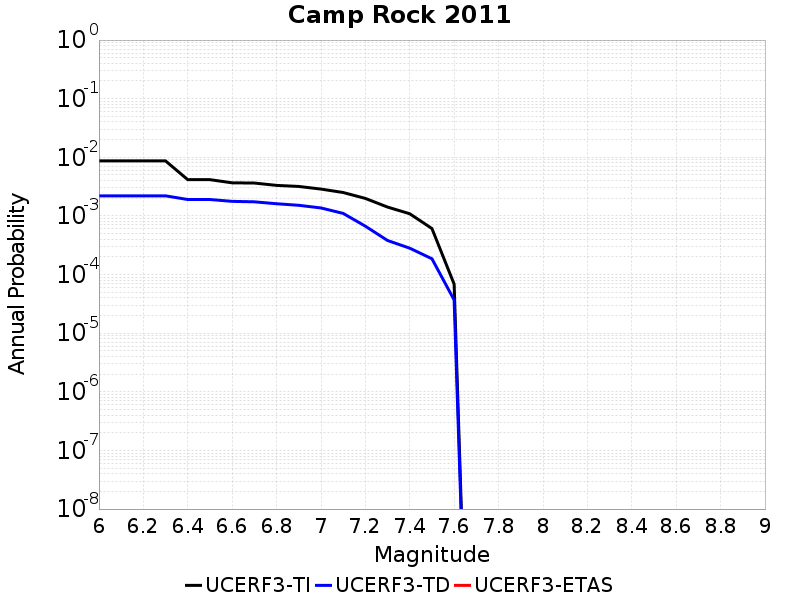 Camp Rock 2011
10^0
10^-1
10^-2
10^-3
10^-4
10^-5
10^-6
10^-7
10^-8
Annual Probability
6 6.2 6.4 6.6 6.8 7 7.2 7.4 7.6 7.8 8 8.2 8.4 8.6 8.8 9
Magnitude
UCERF3-TI UCERF3-TD UCERF3-ETAS